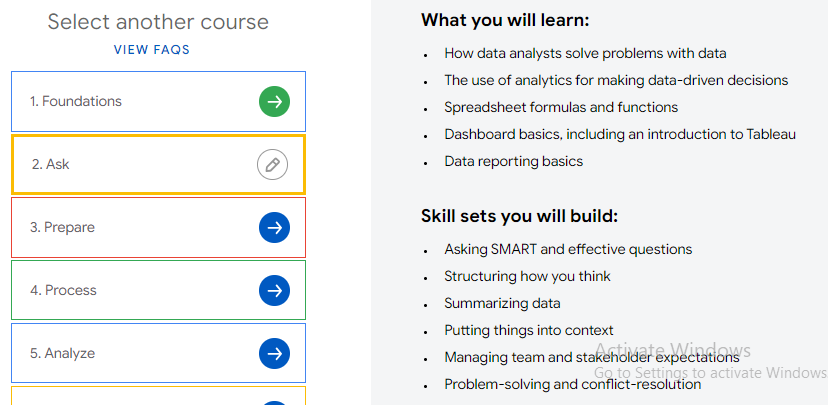 Select another course
VIEW FAQS
1. Foundations
2. Ask
3. Prepare
4. Process
5. Analyze
What you will learn:
• How data analysts solve problems with data
• The use of analytics for making data-driven decisions
• Spreadsheet formulas and functions
• Dashboard basics, including an introduction to Tableau
• Data reporting basics
Skill sets you will build:
• Asking SMART and effective questions
• Structuring how you think
• Summarizing data
• Putting things into context
• Managing team and stakeholder expectations
• Problem-solving and conflict-resolution
Activate Windows
Go to Settings to activate Windows